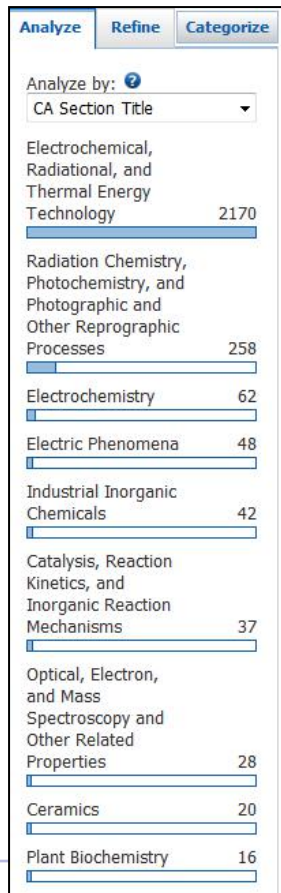 Analyze Refine Categorize
Analyze by: ?
CA Section Title
Electrochemical,
Radiational, and
Thermal Energy
Technology 2170
Radiation Chemistry,
Photochemistry, and
Photographic and
Other Reprographic
Processes 258
Electrochemistry 62
Electric Phenomena 48
Industrial Inorganic
Chemicals 42
Catalysis, Reaction
Kinetics, and
Inorganic Reaction
Mechanisms 37
Optical, Electron,
and Mass
Spectroscopy and
Other Related
Properties 28
Ceramics 20
Plant Biochemistry 16